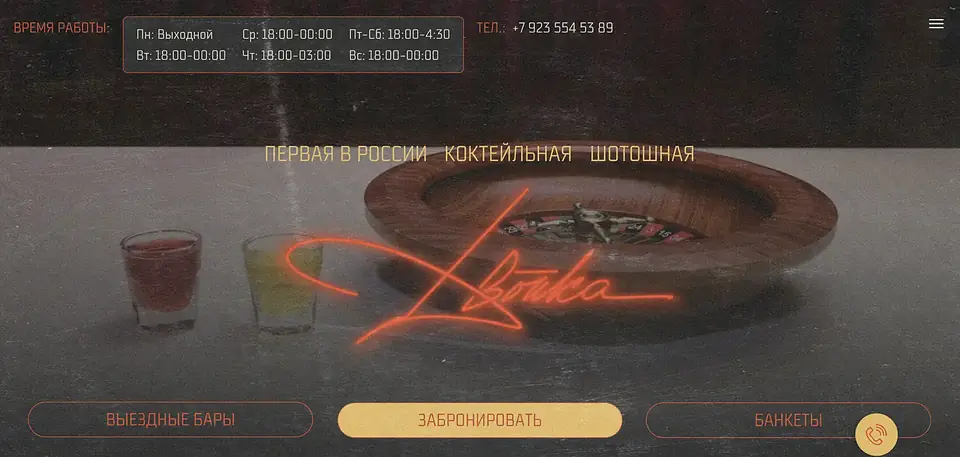 ВРЕМЯ РАБОТЫ:
Пн: Выходной Ср: 18:00-00:00 Пт-Сб: 18:00-4:30
Вт: 18:00-00:00 Чт: 18:00-03:00 Вс: 18:00-00:00
ТЕЛ.: +7 923 554 53 89
ПЕРВАЯ В РОССИИ КОКТЕЙЛЬНАЯ ШОТОШНАЯ
Двойка
ВЫЕЗДНЫЕ БАРЫ
ЗАБРОНИРОВАТЬ
БАНКЕТЫ